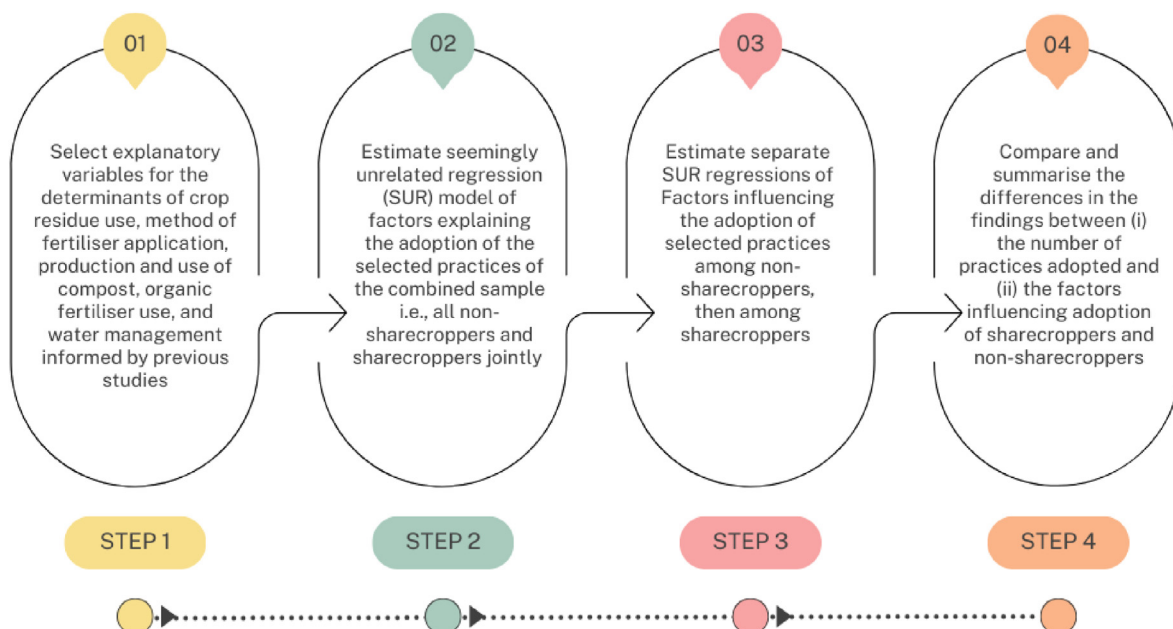 01
Select explanatory
variables for the
determinants of crop
residue use, method of
fertiliser application,
production and use of
compost, organic
fertiliser use, and
water management
informed by previous
studies
STEP 1
02
Estimate seemingly
unrelated regression
(SUR) model of
factors explaining
the adoption of the
selected practices of
the combined sample
i.e., all non-
sharecroppers and
sharecroppers jointly
STEP 2
03
Estimate separate
SUR regressions of
Factors influencing
the adoption of
selected practices
among non-
sharecroppers,
then among
sharecroppers
STEP 3
04
Compare and
summarise the
differences in the
findings between (i)
the number of
practices adopted and
(ii) the factors
influencing adoption
of sharecroppers and
non-sharecroppers
STEP 4